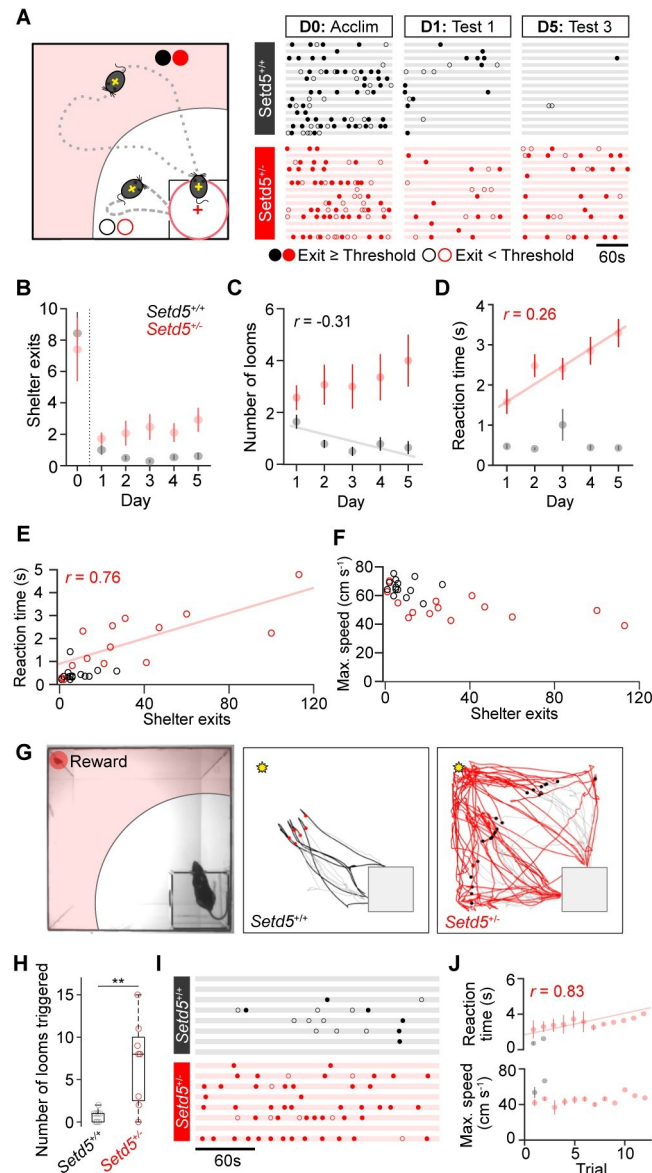 A
D0: Acclim
D1: Test 1
D5: Test 3
Setd5+/+
Setd5+/-
Exit ≥ Threshold
Exit < Threshold
60s
B
Setd5+/+
Setd5+/-
Shelter exits
10
8
6
4
2
0
0 1 2 3 4 5
Day
C
r = -0.31
Number of looms
6
4
2
0
1 2 3 4 5
Day
D
r = 0.26
Reaction time (s)
4
3
2
1
0
1 2 3 4 5
Day
E
r = 0.76
Reaction time (s)
5
4
3
2
1
0
0 40 80 120
Shelter exits
F
Max. speed (cm s⁻¹)
80
60
40
20
0
0 40 80 120
Shelter exits
G
Reward
Setd5+/+
Setd5+/-
H
**
Number of looms triggered
15
10
5
0
Setd5+/+
Setd5+/-
I
Setd5+/+
Setd5+/-
60s
J
r = 0.83
Reaction
time (s)
6
4
2
0
Max. speed
(cm s⁻¹)
80
40
0
0 5 10
Trial